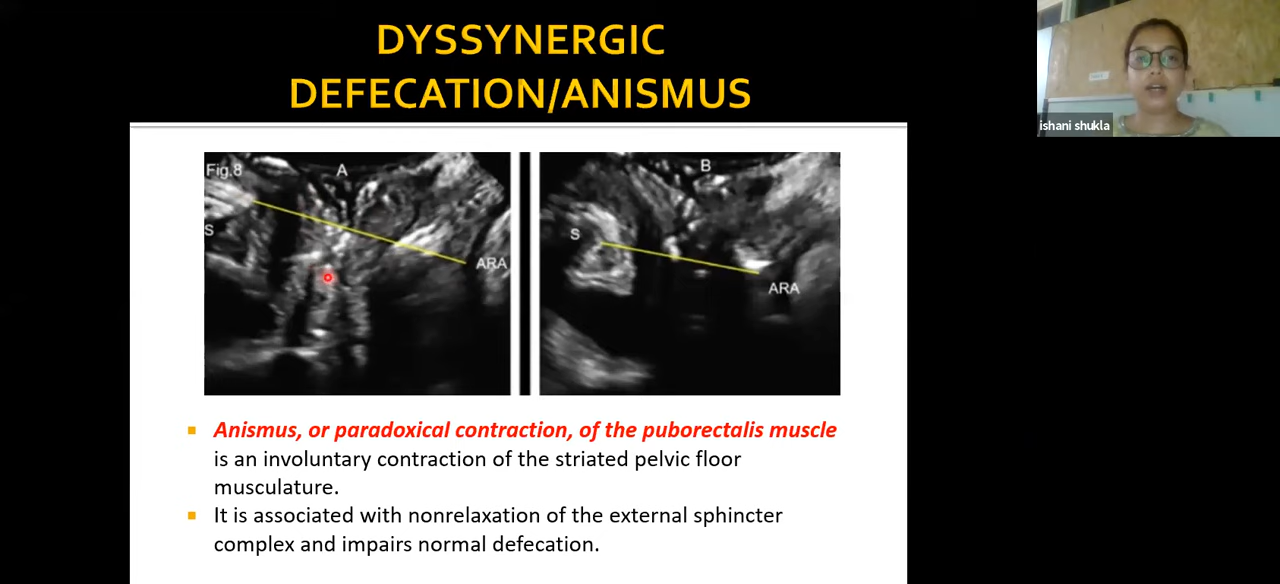 DYSSYNERGIC
DEFECATION/ANISMUS
ishani shukla
Fig.8
A
S
ARA
B
S
ARA
Anismus, or paradoxical contraction, of the puborectalis muscle
is an involuntary contraction of the striated pelvic floor
musculature.
It is associated with nonrelaxation of the external sphincter
complex and impairs normal defecation.